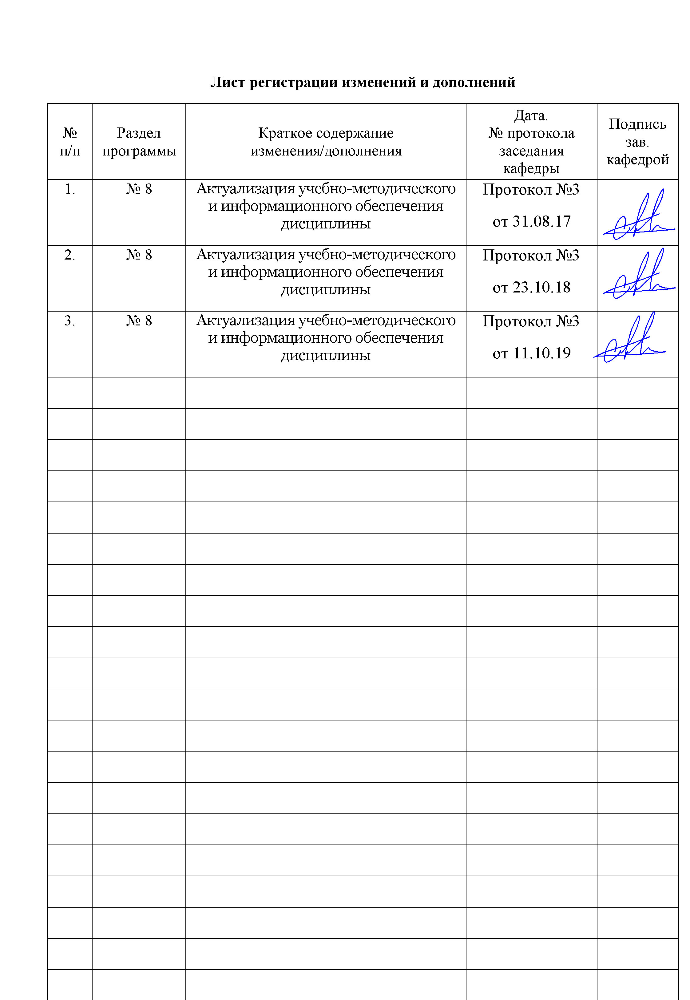 Лист регистрации изменений и дополнений
№
п/п
Раздел
программы
Краткое содержание
изменения/дополнения
Дата.
№ протокола
заседания
кафедры
Подпись
зав.
кафедрой
1.
№ 8
Актуализация учебно-методического
и информационного обеспечения
дисциплины
Протокол №3
от 31.08.17
2.
№ 8
Актуализация учебно-методического
и информационного обеспечения
дисциплины
Протокол №3
от 23.10.18
3.
№ 8
Актуализация учебно-методического
и информационного обеспечения
дисциплины
Протокол №3
от 11.10.19